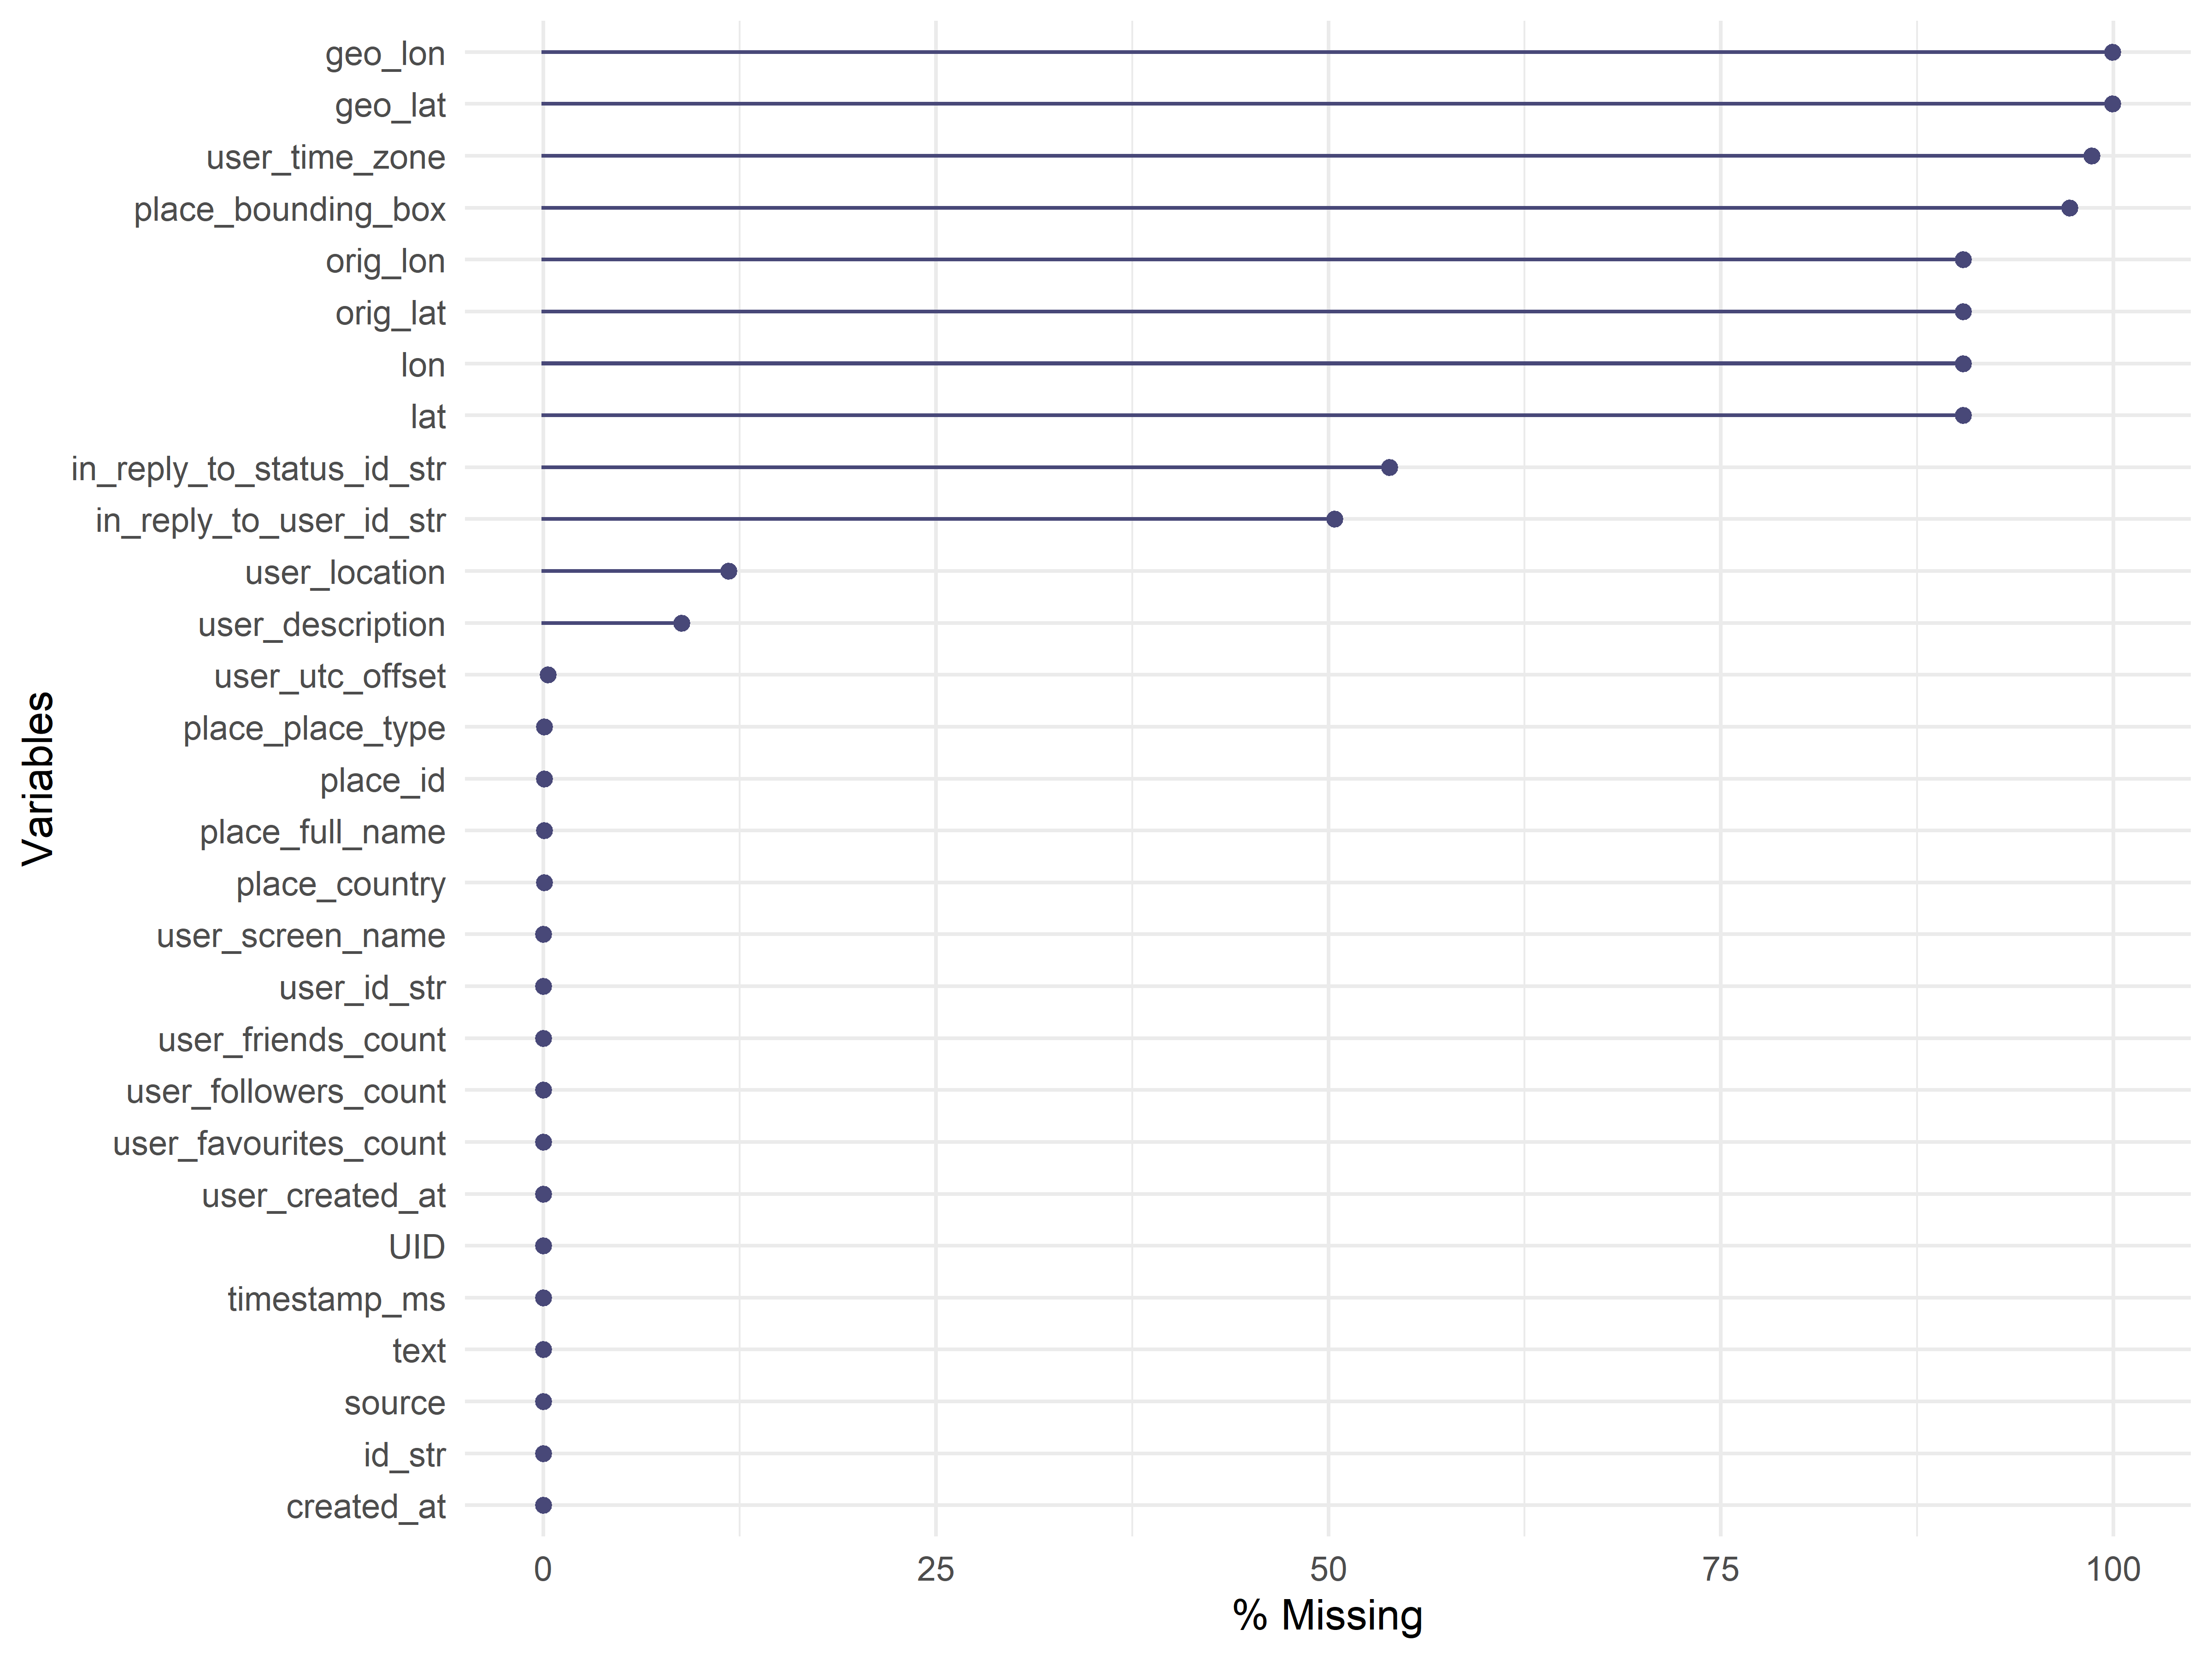 geo_lon
geo_lat
user_time_zone
place_bounding_box
orig_lon
orig_lat
lon
lat
in_reply_to_status_id_str
in_reply_to_user_id_str
user_location
user_description
user_utc_offset
place_place_type
place_id
place_full_name
place_country
user_screen_name
user_id_str
user_friends_count
user_followers_count
user_favourites_count
user_created_at
UID
timestamp_ms
text
source
id_str
created_at
Variables
0 25 50 75 100
% Missing